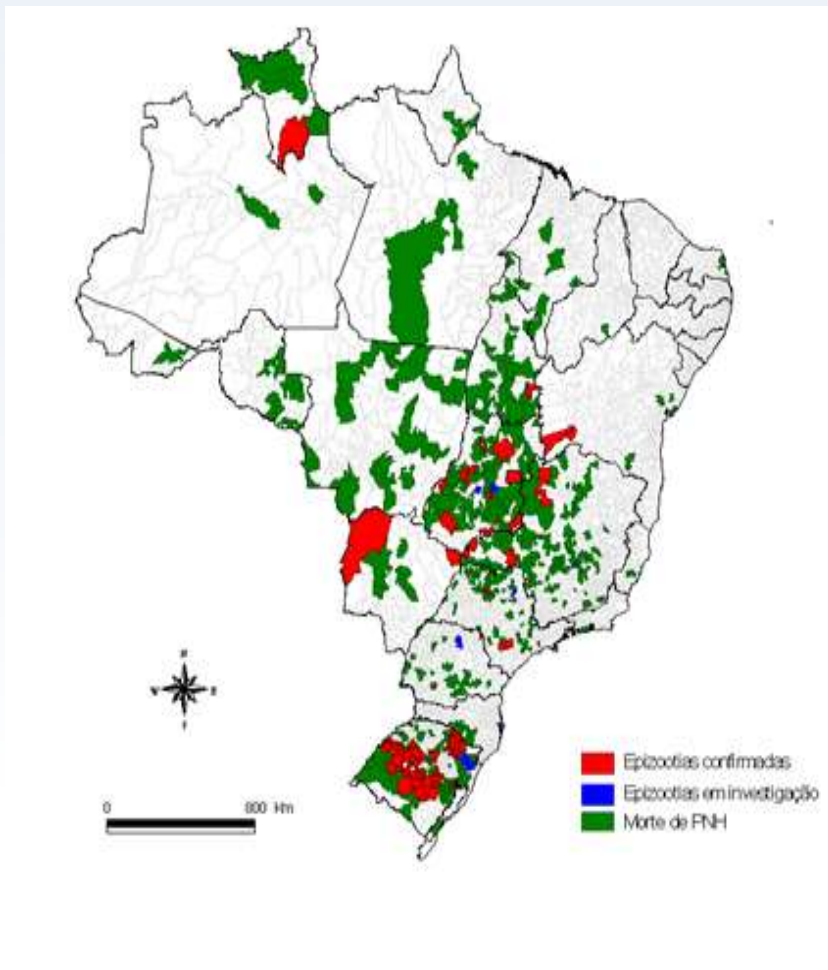 N
W E
0 800 Km
Epizootias confirmadas
Epizootias em investigação
Morte de PNH